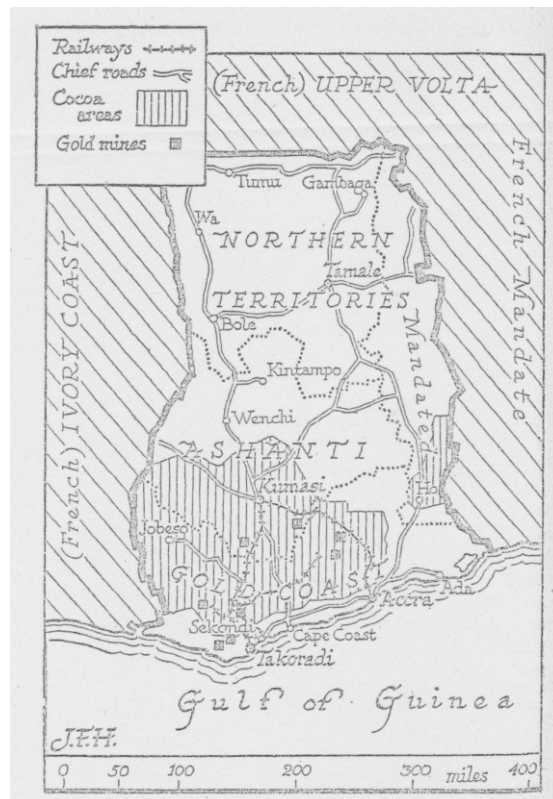 Railways
Chief roads
Cocoa
areas
Gold mines
(French) UPPER VOLTA
French Mandate
(French) IVORY COAST
Tumu
Gambaga
Wa
NORTHERN
Tamale
TERRITORIES
Bole
Mandated
Kintampo
Wenchi
ASHANTI
Kumasi
Ho
Jobeso
GOLD COAST
Ada
Accra
Sekondi
Cape Coast
Takoradi
Gulf of Guinea
J.F.H.
0 50 100 200 300 miles 400